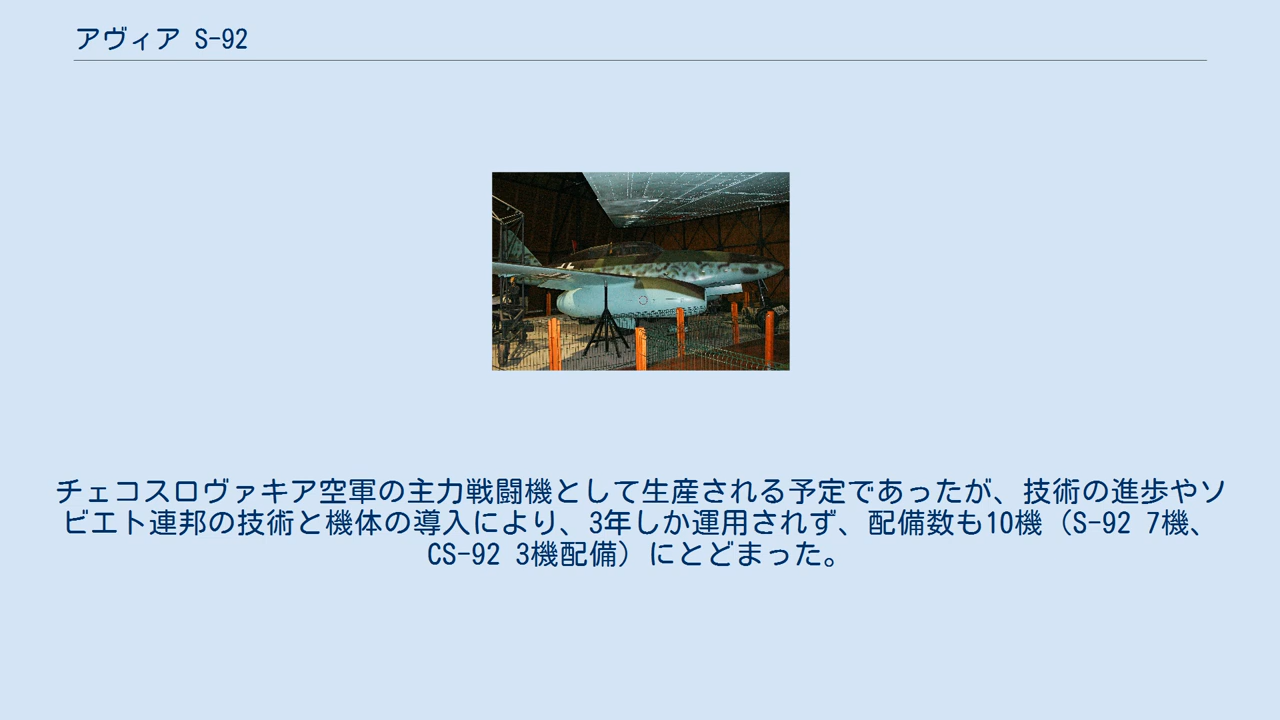 アヴィア S-92
チェコスロヴァキア空軍の主力戦闘機として生産される予定であったが、技術の進歩やソ
ビエト連邦の技術と機体の導入により、3年しか運用されず、配備数も10機（S-92 7機、
CS-92 3機配備）にとどまった。